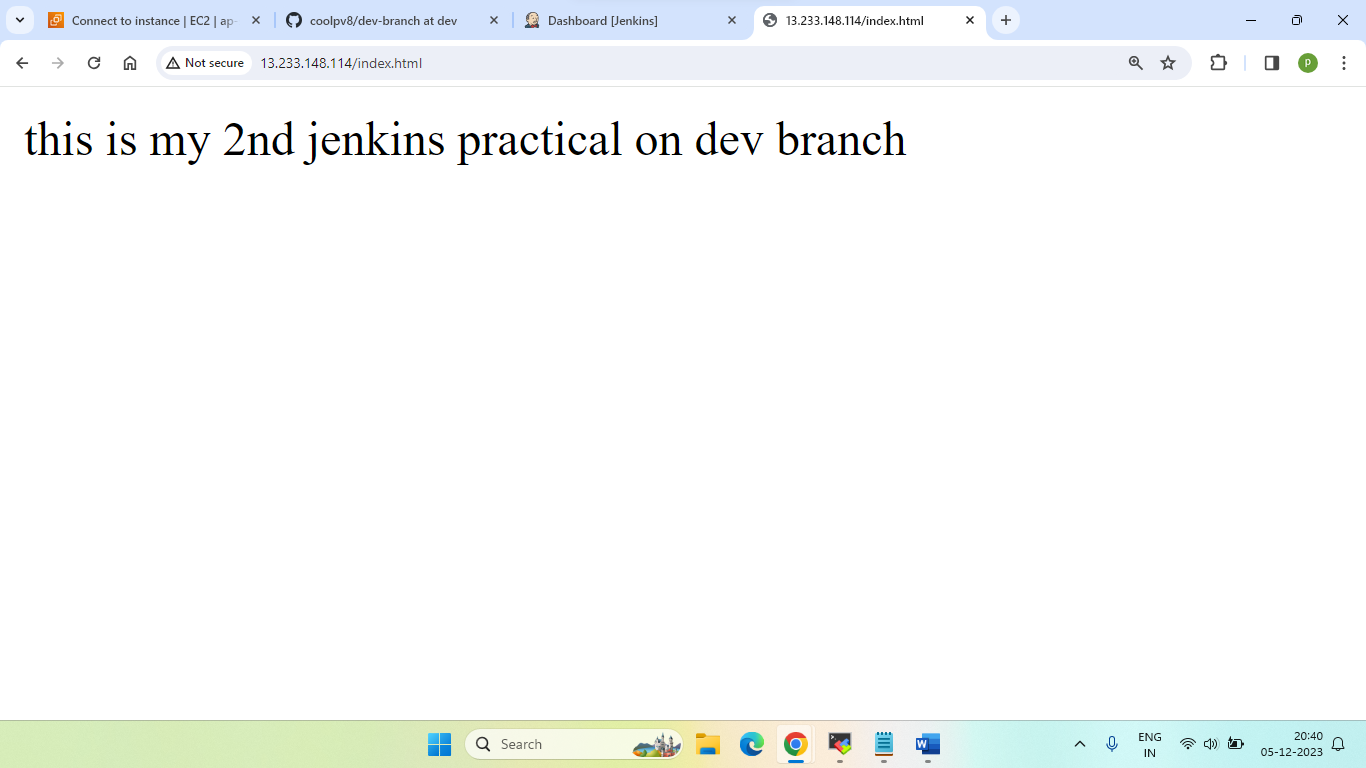 Connect to instance | EC2 | ap-
coolpv8/dev-branch at dev
Dashboard [Jenkins]
13.233.148.114/index.html
Not secure
13.233.148.114/index.html
p
this is my 2nd jenkins practical on dev branch
Search
W
ENG
IN
20:40
05-12-2023